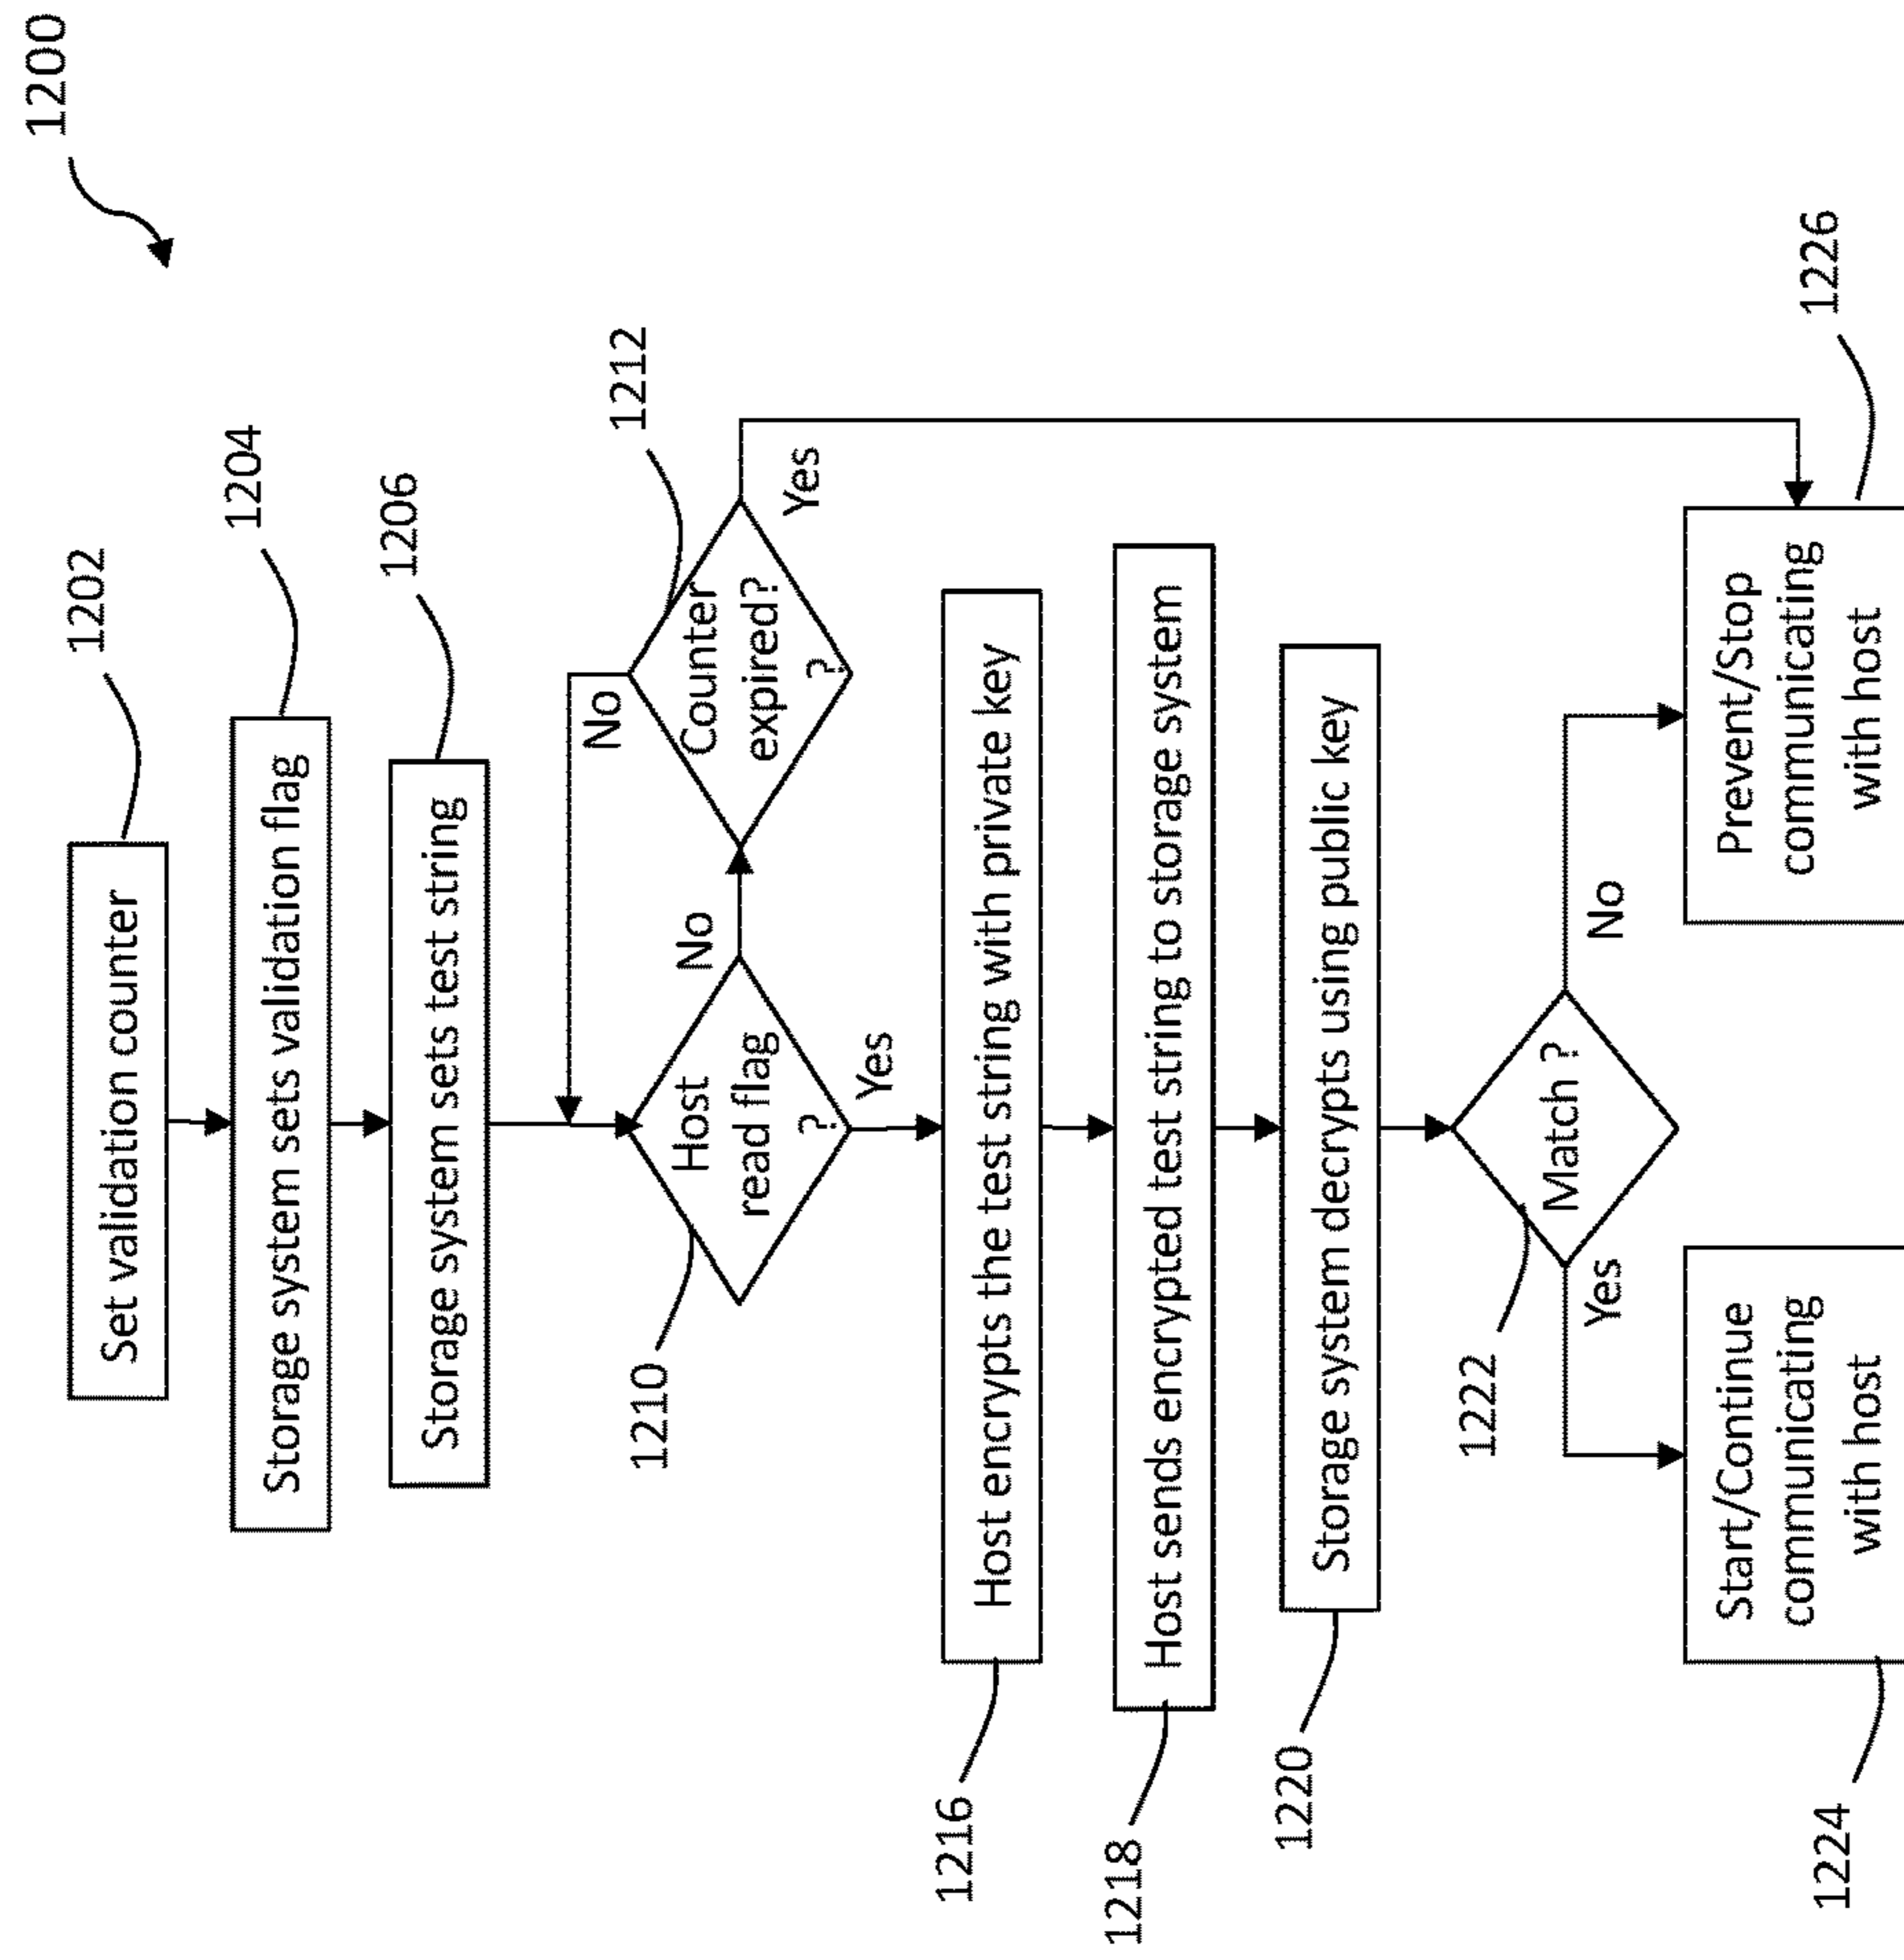 1200
Set validation counter
1202
Storage system sets validation flag
1204
Storage system sets test string
1206
Host
read flag
?
1210
No
Yes
Counter
expired?
?
1212
No
Yes
Host encrypts the test string with private key
1216
Host sends encrypted test string to storage system
1218
Storage system decrypts using public key
1220
Match ?
1222
Yes
No
Start/Continue
communicating
with host
1224
Prevent/Stop
communicating
with host
1226